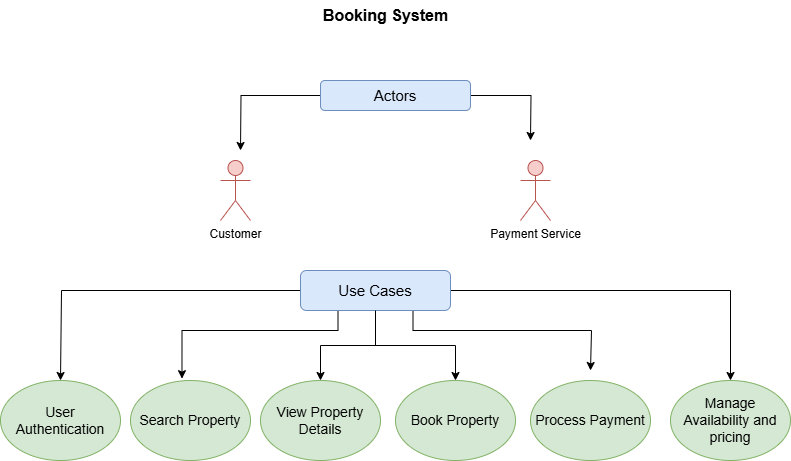 Booking System
Actors
Customer
Payment Service
Use Cases
User
Authentication
Search Property
View Property
Details
Book Property
Process Payment
Manage
Availability and
pricing